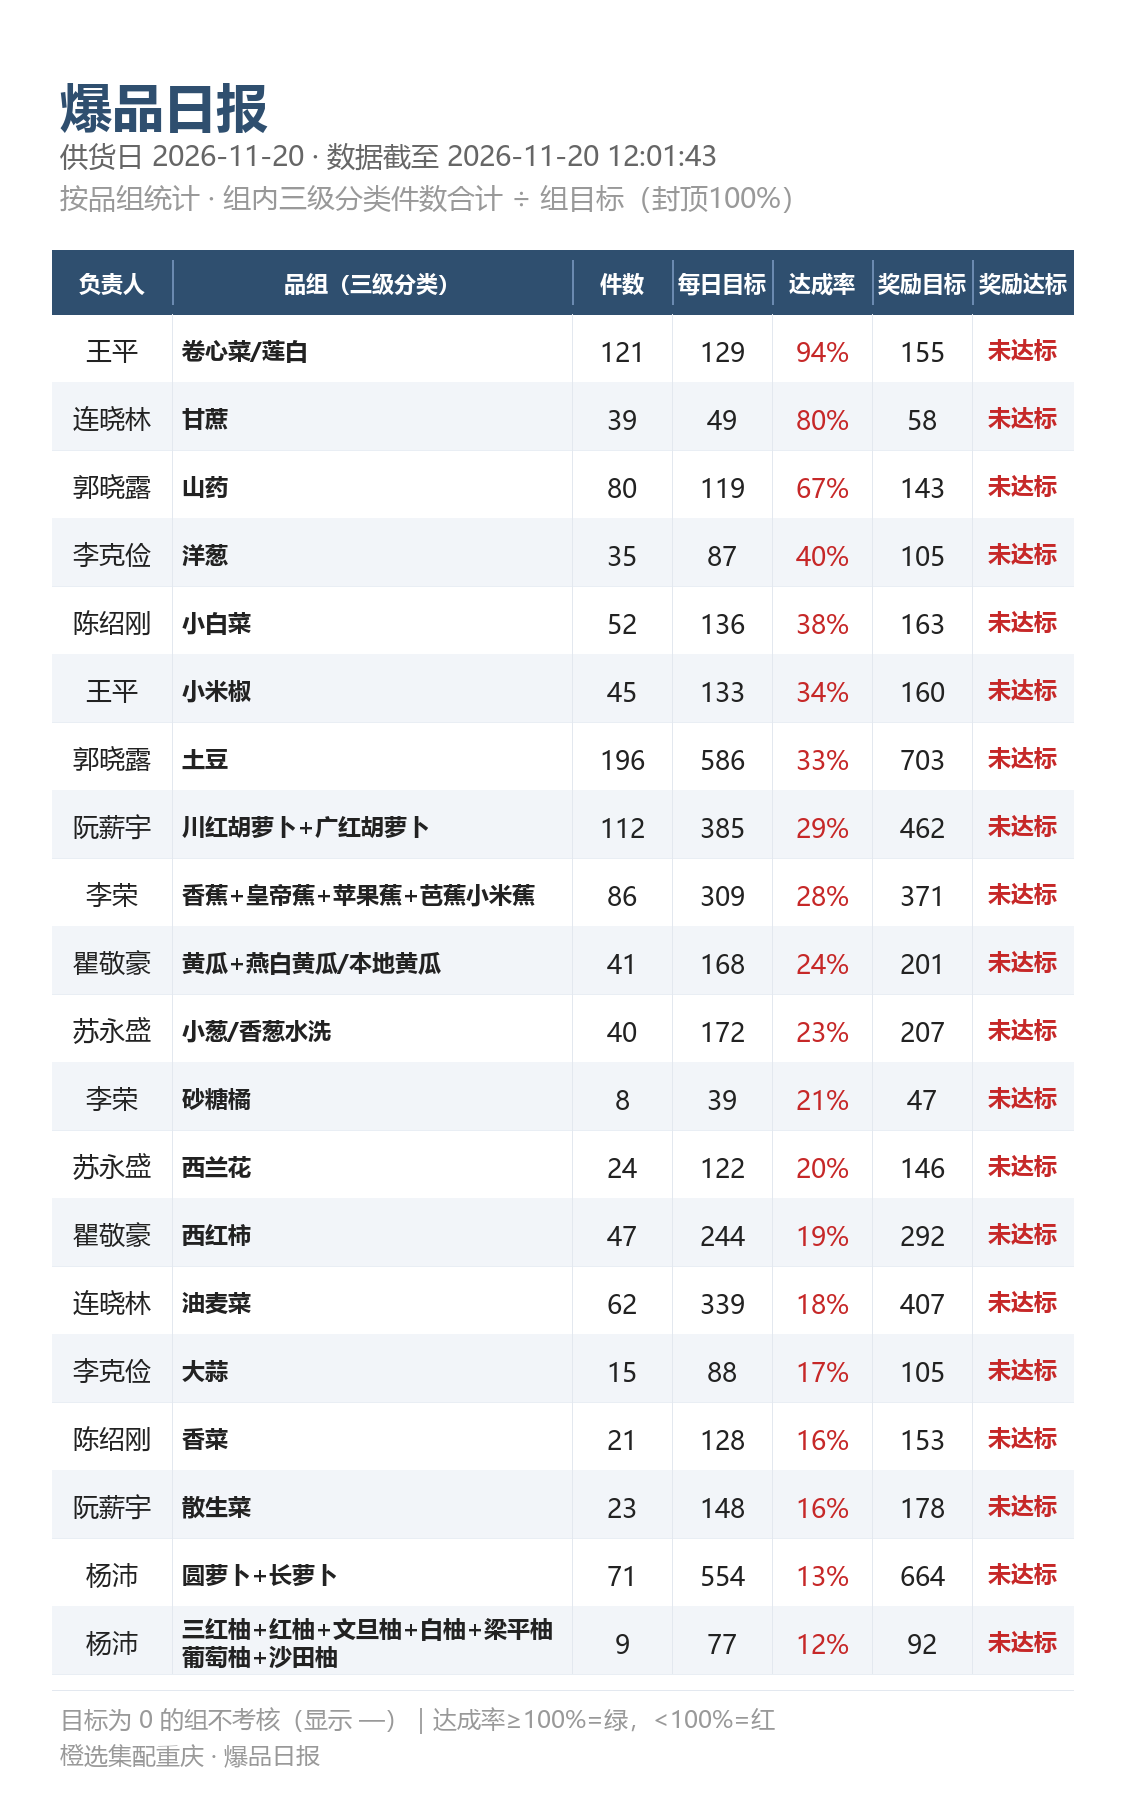 爆品日报
供货日 2026-11-20 · 数据截至 2026-11-20 12:01:43
按品组统计 · 组内三级分类件数合计 ÷ 组目标（封顶100%）
负责人 品组（三级分类） 件数 每日目标 达成率 奖励目标 奖励达标
王平 卷心菜/莲白 121 129 94% 155 未达标
连晓林 甘蔗 39 49 80% 58 未达标
郭晓露 山药 80 119 67% 143 未达标
李克俭 洋葱 35 87 40% 105 未达标
陈绍刚 小白菜 52 136 38% 163 未达标
王平 小米椒 45 133 34% 160 未达标
郭晓露 土豆 196 586 33% 703 未达标
阮薪宇 川红胡萝卜+广红胡萝卜 112 385 29% 462 未达标
李荣 香蕉+皇帝蕉+苹果蕉+芭蕉小米蕉 86 309 28% 371 未达标
瞿敬豪 黄瓜+燕白黄瓜/本地黄瓜 41 168 24% 201 未达标
苏永盛 小葱/香葱水洗 40 172 23% 207 未达标
李荣 砂糖橘 8 39 21% 47 未达标
苏永盛 西兰花 24 122 20% 146 未达标
瞿敬豪 西红柿 47 244 19% 292 未达标
连晓林 油麦菜 62 339 18% 407 未达标
李克俭 大蒜 15 88 17% 105 未达标
陈绍刚 香菜 21 128 16% 153 未达标
阮薪宇 散生菜 23 148 16% 178 未达标
杨沛 圆萝卜+长萝卜 71 554 13% 664 未达标
杨沛 三红柚+红柚+文旦柚+白柚+梁平柚
葡萄柚+沙田柚 9 77 12% 92 未达标
目标为 0 的组不考核（显示 —）｜达成率≥100%=绿，<100%=红
橙选集配重庆 · 爆品日报